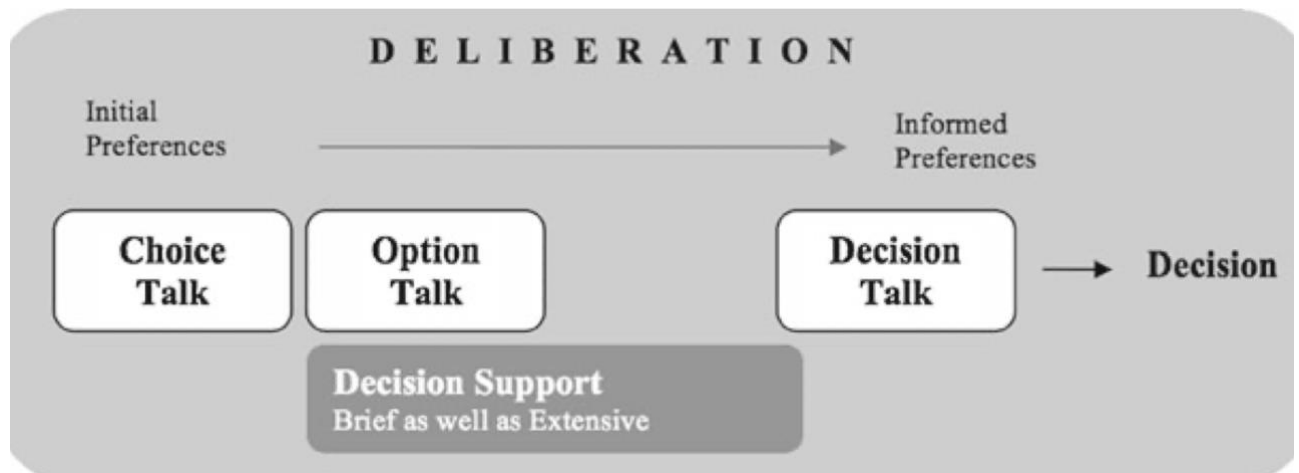 DELIBERATION
Initial
Preferences
Informed
Preferences
Choice
Talk
Option
Talk
Decision
Talk
Decision
Decision Support
Brief as well as Extensive